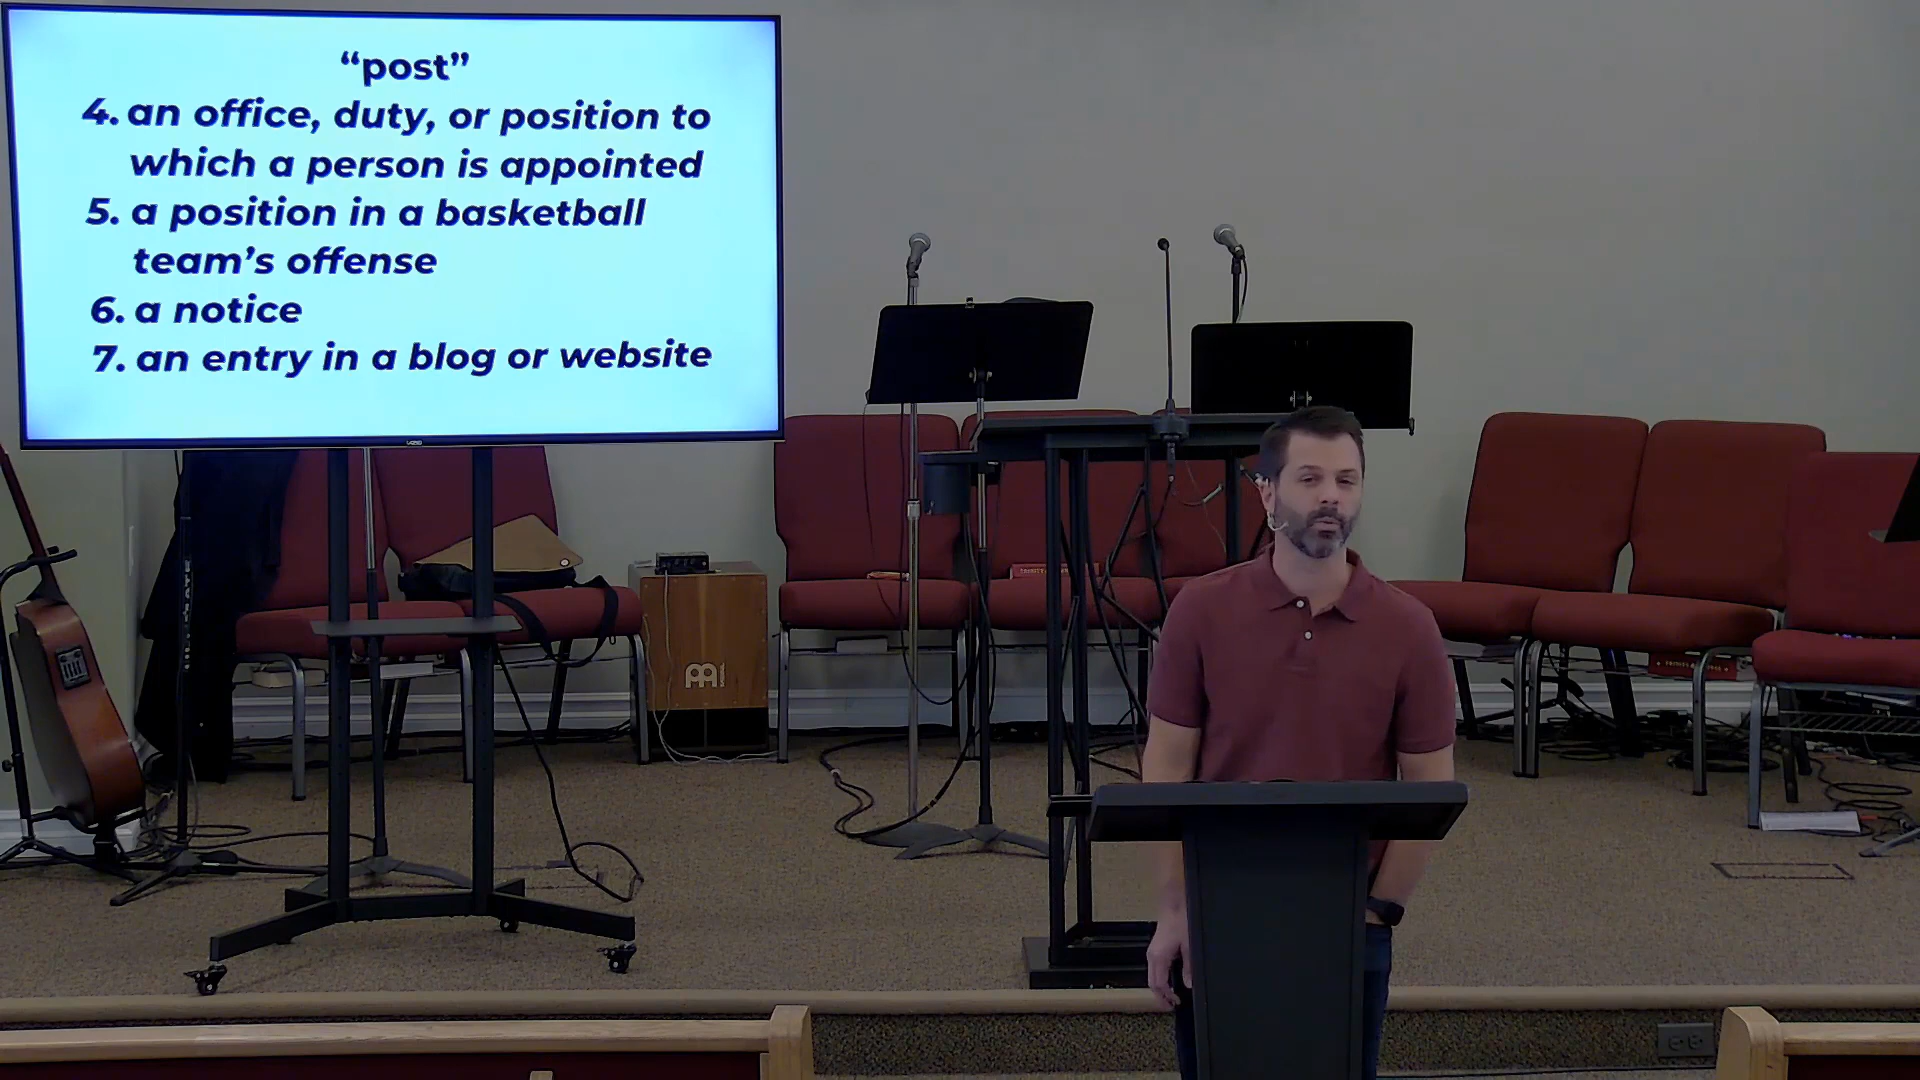 “post”
4. an office, duty, or position to
which a person is appointed
5. a position in a basketball
team’s offense
6. a notice
7. an entry in a blog or website